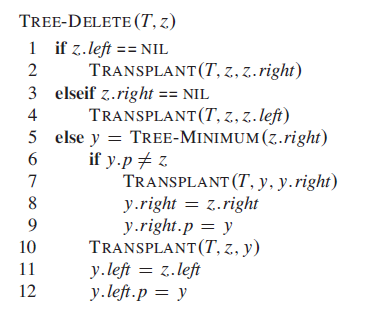 TREE-DELETE(T, z)
1 if z.left == NIL
2 TRANSPLANT(T, z, z.right)
3 elseif z.right == NIL
4 TRANSPLANT(T, z, z.left)
5 else y = TREE-MINIMUM(z.right)
6 if y.p ≠ z
7 TRANSPLANT(T, y, y.right)
8 y.right = z.right
9 y.right.p = y
10 TRANSPLANT(T, z, y)
11 y.left = z.left
12 y.left.p = y